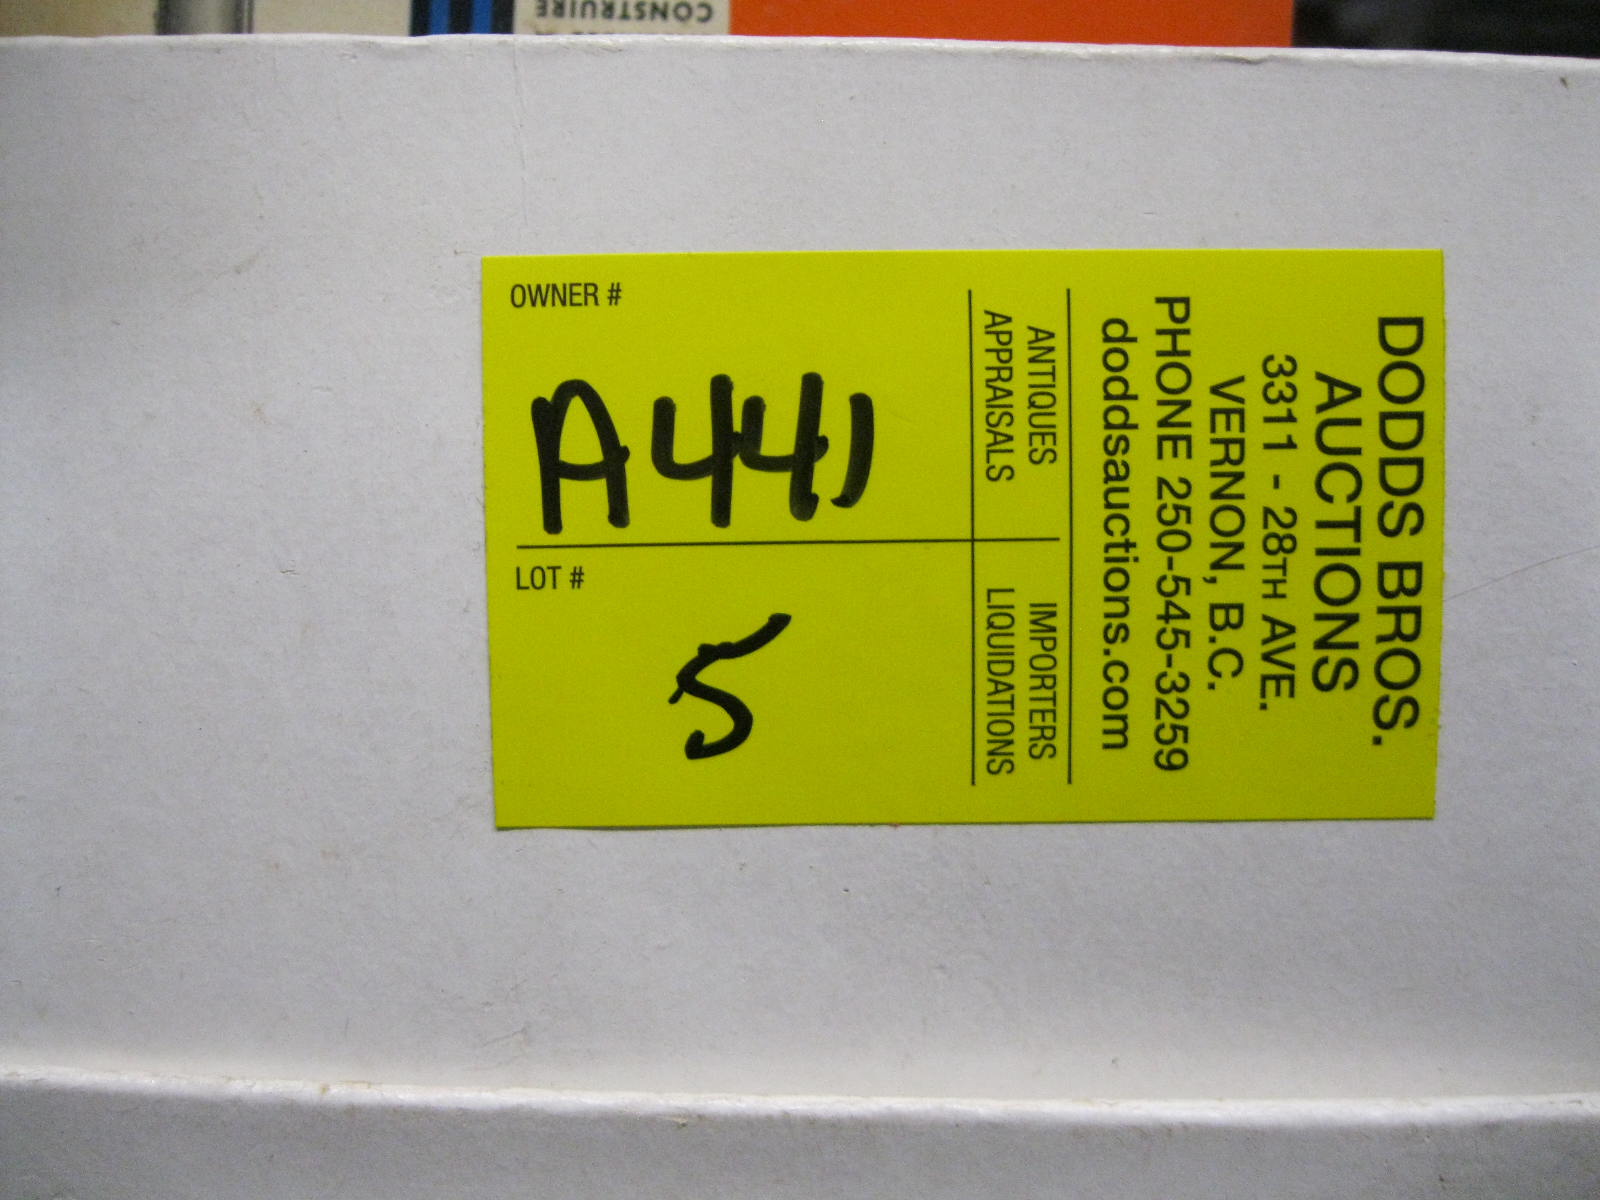 CONSTRUIRE
DODDS BROS.
AUCTIONS
3311 - 28TH AVE.
VERNON, B.C.
PHONE 250-545-3259
doddsauctions.com
ANTIQUES
APPRAISALS
IMPORTERS
LIQUIDATIONS
OWNER #
A441
LOT #
5